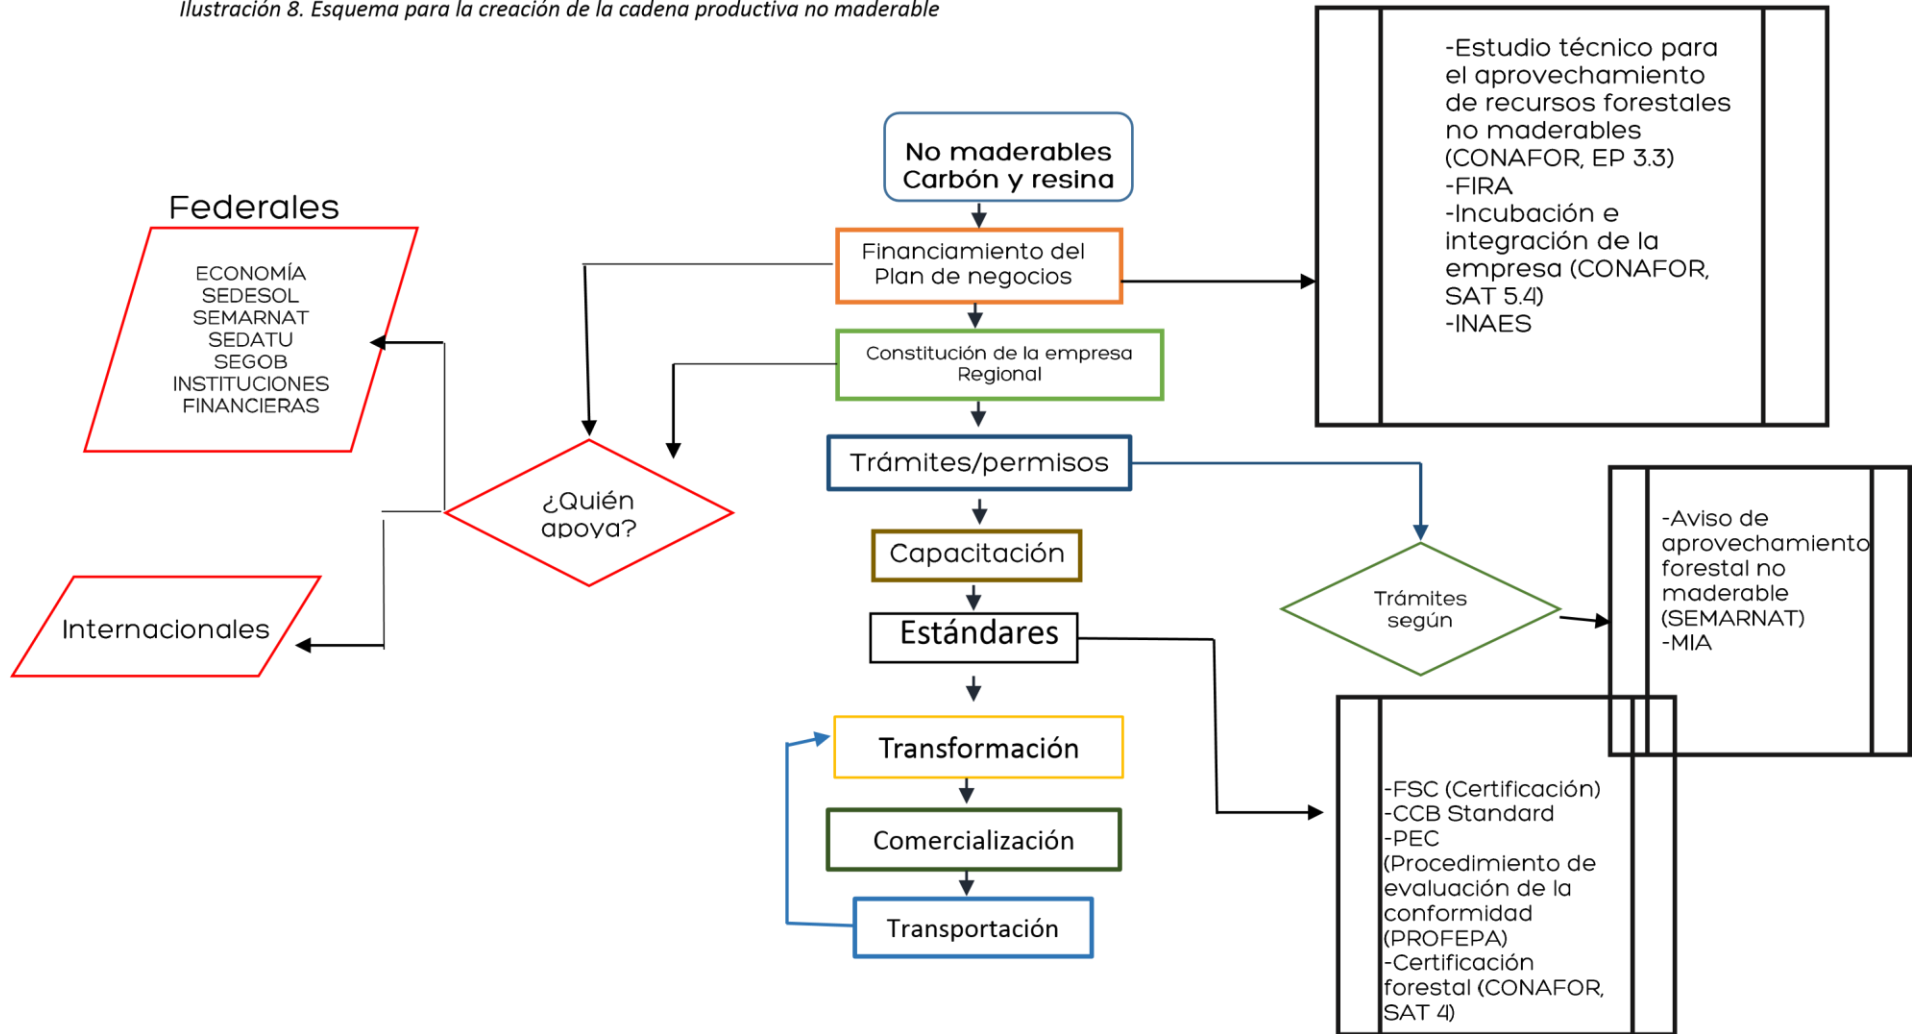 Ilustración 8. Esquema para la creación de la cadena productiva no maderable
No maderables
Carbón y resina
Financiamiento del
Plan de negocios
Constitución de la empresa
Regional
Trámites/permisos
Capacitación
Estándares
Transformación
Comercialización
Transportación
Federales
ECONOMÍA
SEDESOL
SEMARNAT
SEDATU
SEGOB
INSTITUCIONES
FINANCIERAS
Internacionales
¿Quién
apoya?
-Estudio técnico para
el aprovechamiento
de recursos forestales
no maderables
(CONAFOR, EP 3.3)
-FIRA
-Incubación e
integración de la
empresa (CONAFOR,
SAT 5.4)
-INAES
Trámites
según
-Aviso de
aprovechamiento
forestal no
maderable
(SEMARNAT)
-MIA
-FSC (Certificación)
-CCB Standard
-PEC
(Procedimiento de
evaluación de la
conformidad
(PROFEPA)
-Certificación
forestal (CONAFOR,
SAT 4)